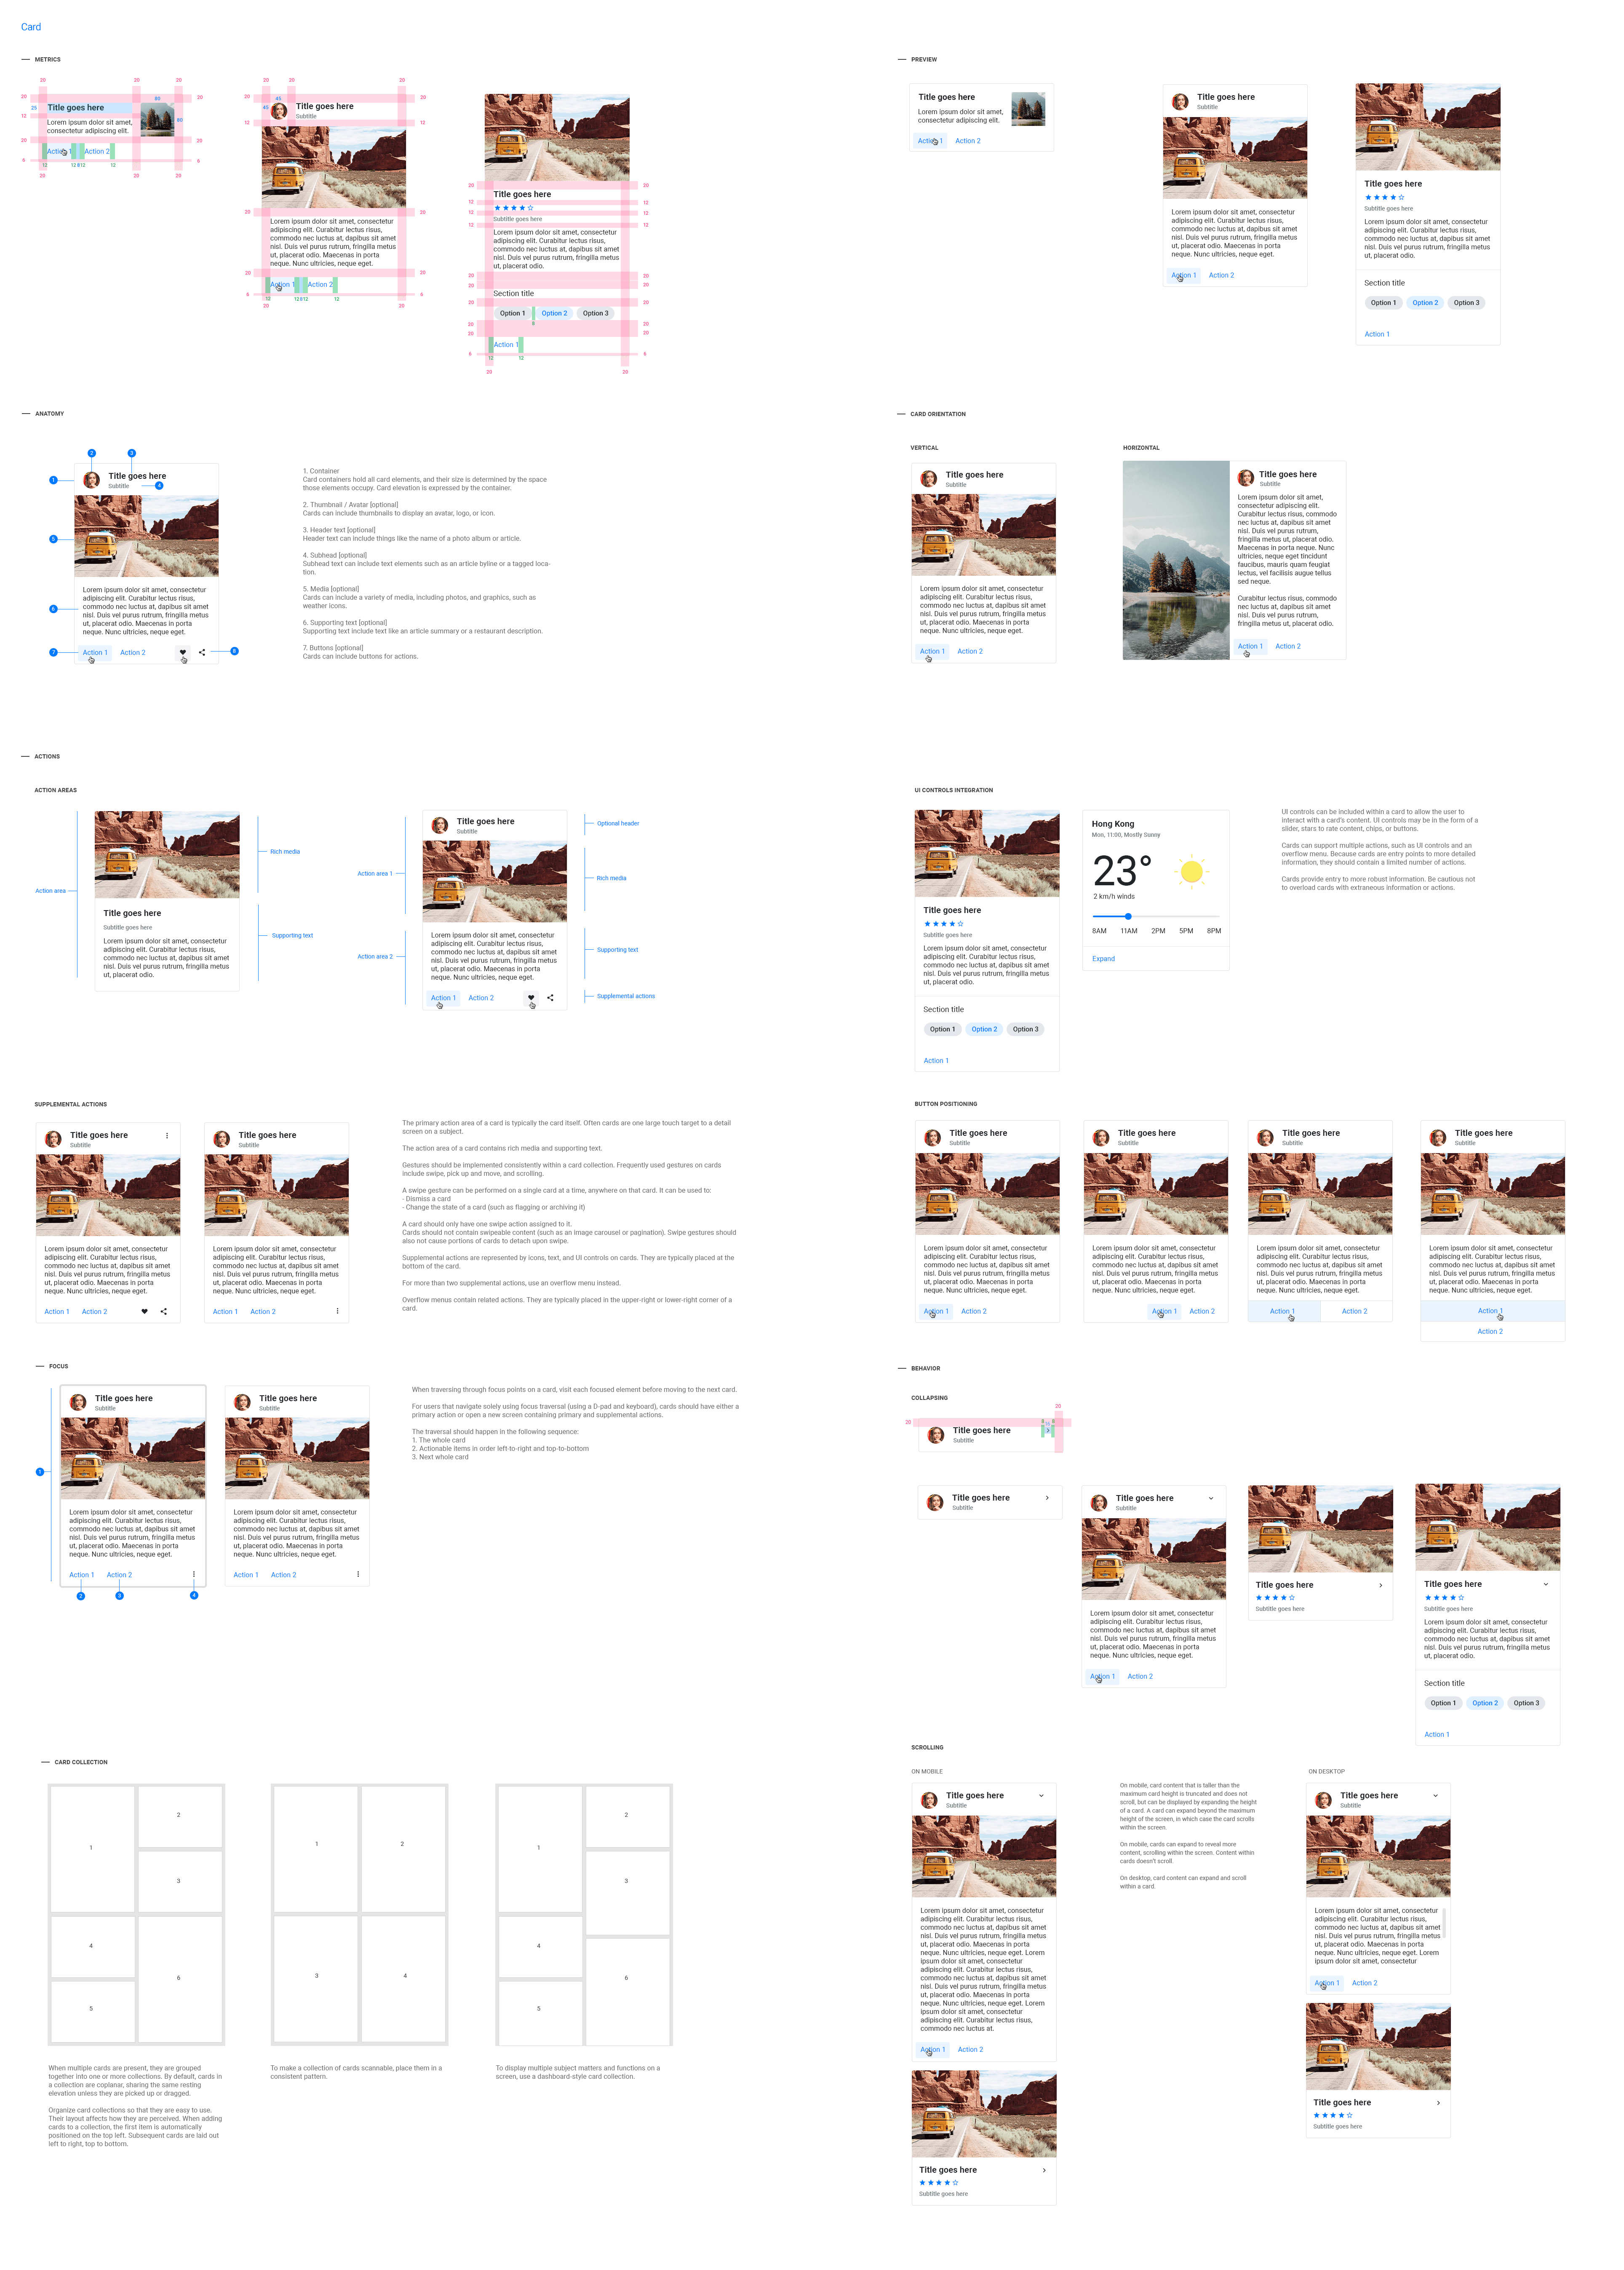 Card
METRICS
20
20
20
20
80
20
25
Title goes here
12
Lorem ipsum dolor sit amet,
consectetur adipiscing elit.
80
20
20
Action 1
Action 2
6
6
12
12 8 12
12
20
20
20
20
20
20
20
45
20
45
Title goes here
Subtitle
12
12
20
20
Lorem ipsum dolor sit amet, consectetur
adipiscing elit. Curabitur lectus risus,
commodo nec luctus at, dapibus sit amet
nisl. Duis vel purus rutrum, fringilla metus
ut, placerat odio. Maecenas in porta
neque. Nunc ultricies, neque eget.
20
20
Action 1
Action 2
6
6
12
12 8 12
12
20
20
20
20
Title goes here
12
12
12
12
Subtitle goes here
12
12
Lorem ipsum dolor sit amet, consectetur
adipiscing elit. Curabitur lectus risus,
commodo nec luctus at, dapibus sit amet
nisl. Duis vel purus rutrum, fringilla metus
ut, placerat odio.
20
20
20
20
Section title
20
20
Option 1
Option 2
Option 3
8
20
20
20
20
Action 1
6
6
12
12
20
20
PREVIEW
Title goes here
Lorem ipsum dolor sit amet,
consectetur adipiscing elit.
Action 1
Action 2
Title goes here
Subtitle
Lorem ipsum dolor sit amet, consectetur
adipiscing elit. Curabitur lectus risus,
commodo nec luctus at, dapibus sit amet
nisl. Duis vel purus rutrum, fringilla metus
ut, placerat odio. Maecenas in porta
neque. Nunc ultricies, neque eget.
Action 1
Action 2
Title goes here
Subtitle goes here
Lorem ipsum dolor sit amet, consectetur
adipiscing elit. Curabitur lectus risus,
commodo nec luctus at, dapibus sit amet
nisl. Duis vel purus rutrum, fringilla metus
ut, placerat odio.
Section title
Option 1
Option 2
Option 3
Action 1
ANATOMY
2
3
1
Title goes here
Subtitle
4
5
Lorem ipsum dolor sit amet, consectetur
adipiscing elit. Curabitur lectus risus,
6
commodo nec luctus at, dapibus sit amet
nisl. Duis vel purus rutrum, fringilla metus
ut, placerat odio. Maecenas in porta
neque. Nunc ultricies, neque eget.
7
Action 1
Action 2
8
1. Container
Card containers hold all card elements, and their size is determined by the space
those elements occupy. Card elevation is expressed by the container.
2. Thumbnail / Avatar [optional]
Cards can include thumbnails to display an avatar, logo, or icon.
3. Header text [optional]
Header text can include things like the name of a photo album or article.
4. Subhead [optional]
Subhead text can include text elements such as an article byline or a tagged loca-
tion.
5. Media [optional]
Cards can include a variety of media, including photos, and graphics, such as
weather icons.
6. Supporting text [optional]
Supporting text include text like an article summary or a restaurant description.
7. Buttons [optional]
Cards can include buttons for actions.
CARD ORIENTATION
VERTICAL
Title goes here
Subtitle
Lorem ipsum dolor sit amet, consectetur
adipiscing elit. Curabitur lectus risus,
commodo nec luctus at, dapibus sit amet
nisl. Duis vel purus rutrum, fringilla metus
ut, placerat odio. Maecenas in porta
neque. Nunc ultricies, neque eget.
Action 1
Action 2
HORIZONTAL
Title goes here
Subtitle
Lorem ipsum dolor sit amet,
consectetur adipiscing elit.
Curabitur lectus risus, commodo
nec luctus at, dapibus sit amet
nisl. Duis vel purus rutrum,
fringilla metus ut, placerat odio.
Maecenas in porta neque. Nunc
ultricies, neque eget tincidunt
faucibus, mauris quam feugiat
lectus, vel facilisis augue tellus
sed neque.
Curabitur lectus risus, commodo
nec luctus at, dapibus sit amet
nisl. Duis vel purus rutrum,
fringilla metus ut, placerat odio.
Action 1
Action 2
ACTIONS
ACTION AREAS
Action area
Title goes here
Subtitle goes here
Lorem ipsum dolor sit amet, consectetur
adipiscing elit. Curabitur lectus risus,
commodo nec luctus at, dapibus sit amet
nisl. Duis vel purus rutrum, fringilla metus
ut, placerat odio.
Rich media
Supporting text
Action area 1
Action area 2
Title goes here
Subtitle
Lorem ipsum dolor sit amet, consectetur
adipiscing elit. Curabitur lectus risus,
commodo nec luctus at, dapibus sit amet
nisl. Duis vel purus rutrum, fringilla metus
ut, placerat odio. Maecenas in porta
neque. Nunc ultricies, neque eget.
Action 1
Action 2
Optional header
Rich media
Supporting text
Supplemental actions
UI CONTROLS INTEGRATION
Title goes here
Subtitle goes here
Lorem ipsum dolor sit amet, consectetur
adipiscing elit. Curabitur lectus risus,
commodo nec luctus at, dapibus sit amet
nisl. Duis vel purus rutrum, fringilla metus
ut, placerat odio.
Section title
Option 1
Option 2
Option 3
Action 1
Hong Kong
Mon, 11:00, Mostly Sunny
23°
2 km/h winds
8AM
11AM
2PM
5PM
8PM
Expand
UI controls can be included within a card to allow the user to
interact with a card's content. UI controls may be in the form of a
slider, stars to rate content, chips, or buttons.
Cards can support multiple actions, such as UI controls and an
overflow menu. Because cards are entry points to more detailed
information, they should contain a limited number of actions.
Cards provide entry to more robust information. Be cautious not
to overload cards with extraneous information or actions.
SUPPLEMENTAL ACTIONS
Title goes here
Subtitle
Lorem ipsum dolor sit amet, consectetur
adipiscing elit. Curabitur lectus risus,
commodo nec luctus at, dapibus sit amet
nisl. Duis vel purus rutrum, fringilla metus
ut, placerat odio. Maecenas in porta
neque. Nunc ultricies, neque eget.
Action 1
Action 2
Title goes here
Subtitle
Lorem ipsum dolor sit amet, consectetur
adipiscing elit. Curabitur lectus risus,
commodo nec luctus at, dapibus sit amet
nisl. Duis vel purus rutrum, fringilla metus
ut, placerat odio. Maecenas in porta
neque. Nunc ultricies, neque eget.
Action 1
Action 2
The primary action area of a card is typically the card itself. Often cards are one large touch target to a detail
screen on a subject.
The action area of a card contains rich media and supporting text.
Gestures should be implemented consistently within a card collection. Frequently used gestures on cards
include swipe, pick up and move, and scrolling.
A swipe gesture can be performed on a single card at a time, anywhere on that card. It can be used to:
- Dismiss a card
- Change the state of a card (such as flagging or archiving it)
A card should only have one swipe action assigned to it.
Cards should not contain swipeable content (such as an image carousel or pagination). Swipe gestures should
also not cause portions of cards to detach upon swipe.
Supplemental actions are represented by icons, text, and UI controls on cards. They are typically placed at the
bottom of the card.
For more than two supplemental actions, use an overflow menu instead.
Overflow menus contain related actions. They are typically placed in the upper-right or lower-right corner of a
card.
BUTTON POSITIONING
Title goes here
Subtitle
Lorem ipsum dolor sit amet, consectetur
adipiscing elit. Curabitur lectus risus,
commodo nec luctus at, dapibus sit amet
nisl. Duis vel purus rutrum, fringilla metus
ut, placerat odio. Maecenas in porta
neque. Nunc ultricies, neque eget.
Action 1
Action 2
Title goes here
Subtitle
Lorem ipsum dolor sit amet, consectetur
adipiscing elit. Curabitur lectus risus,
commodo nec luctus at, dapibus sit amet
nisl. Duis vel purus rutrum, fringilla metus
ut, placerat odio. Maecenas in porta
neque. Nunc ultricies, neque eget.
Action 1
Action 2
Title goes here
Subtitle
Lorem ipsum dolor sit amet, consectetur
adipiscing elit. Curabitur lectus risus,
commodo nec luctus at, dapibus sit amet
nisl. Duis vel purus rutrum, fringilla metus
ut, placerat odio. Maecenas in porta
neque. Nunc ultricies, neque eget.
Action 1
Action 2
Title goes here
Subtitle
Lorem ipsum dolor sit amet, consectetur
adipiscing elit. Curabitur lectus risus,
commodo nec luctus at, dapibus sit amet
nisl. Duis vel purus rutrum, fringilla metus
ut, placerat odio. Maecenas in porta
neque. Nunc ultricies, neque eget.
Action 1
Action 2
FOCUS
1
Title goes here
Subtitle
Lorem ipsum dolor sit amet, consectetur
adipiscing elit. Curabitur lectus risus,
commodo nec luctus at, dapibus sit amet
nisl. Duis vel purus rutrum, fringilla metus
ut, placerat odio. Maecenas in porta
neque. Nunc ultricies, neque eget.
Action 1
Action 2
2
3
4
Title goes here
Subtitle
Lorem ipsum dolor sit amet, consectetur
adipiscing elit. Curabitur lectus risus,
commodo nec luctus at, dapibus sit amet
nisl. Duis vel purus rutrum, fringilla metus
ut, placerat odio. Maecenas in porta
neque. Nunc ultricies, neque eget.
Action 1
Action 2
When traversing through focus points on a card, visit each focused element before moving to the next card.
For users that navigate solely using focus traversal (using a D-pad and keyboard), cards should have either a
primary action or open a new screen containing primary and supplemental actions.
The traversal should happen in the following sequence:
1. The whole card
2. Actionable items in order left-to-right and top-to-bottom
3. Next whole card
BEHAVIOR
COLLAPSING
20
20
Title goes here
Subtitle
Title goes here
Subtitle
Title goes here
Subtitle
Lorem ipsum dolor sit amet, consectetur
adipiscing elit. Curabitur lectus risus,
commodo nec luctus at, dapibus sit amet
nisl. Duis vel purus rutrum, fringilla metus
ut, placerat odio. Maecenas in porta
neque. Nunc ultricies, neque eget.
Action 1
Action 2
Title goes here
Subtitle goes here
Title goes here
Subtitle goes here
Lorem ipsum dolor sit amet, consectetur
adipiscing elit. Curabitur lectus risus,
commodo nec luctus at, dapibus sit amet
nisl. Duis vel purus rutrum, fringilla metus
ut, placerat odio.
Section title
Option 1
Option 2
Option 3
Action 1
CARD COLLECTION
1
2
3
4
5
6
When multiple cards are present, they are grouped
together into one or more collections. By default, cards in
a collection are coplanar, sharing the same resting
elevation unless they are picked up or dragged.
Organize card collections so that they are easy to use.
Their layout affects how they are perceived. When adding
cards to a collection, the first item is automatically
positioned on the top left. Subsequent cards are laid out
left to right, top to bottom.
1
2
3
4
To make a collection of cards scannable, place them in a
consistent pattern.
1
2
3
4
5
6
To display multiple subject matters and functions on a
screen, use a dashboard-style card collection.
SCROLLING
ON MOBILE
Title goes here
Subtitle
Lorem ipsum dolor sit amet, consectetur
adipiscing elit. Curabitur lectus risus,
commodo nec luctus at, dapibus sit amet
nisl. Duis vel purus rutrum, fringilla metus
ut, placerat odio. Maecenas in porta
neque. Nunc ultricies, neque eget. Lorem
ipsum dolor sit amet, consectetur
adipiscing elit. Curabitur lectus risus,
commodo nec luctus at, dapibus sit amet
nisl. Duis vel purus rutrum, fringilla metus
ut, placerat odio. Maecenas in porta
neque. Nunc ultricies, neque eget. Lorem
ipsum dolor sit amet, consectetur
adipiscing elit. Curabitur lectus risus,
commodo nec luctus at.
Action 1
Action 2
Title goes here
Subtitle goes here
On mobile, card content that is taller than the
maximum card height is truncated and does not
scroll, but can be displayed by expanding the height
of a card. A card can expand beyond the maximum
height of the screen, in which case the card scrolls
within the screen.
On mobile, cards can expand to reveal more
content, scrolling within the screen. Content within
cards doesn't scroll.
On desktop, card content can expand and scroll
within a card.
ON DESKTOP
Title goes here
Subtitle
Lorem ipsum dolor sit amet, consectetur
adipiscing elit. Curabitur lectus risus,
commodo nec luctus at, dapibus sit amet
nisl. Duis vel purus rutrum, fringilla metus
ut, placerat odio. Maecenas in porta
neque. Nunc ultricies, neque eget. Lorem
ipsum dolor sit amet, consectetur
Action 1
Action 2
Title goes here
Subtitle goes here